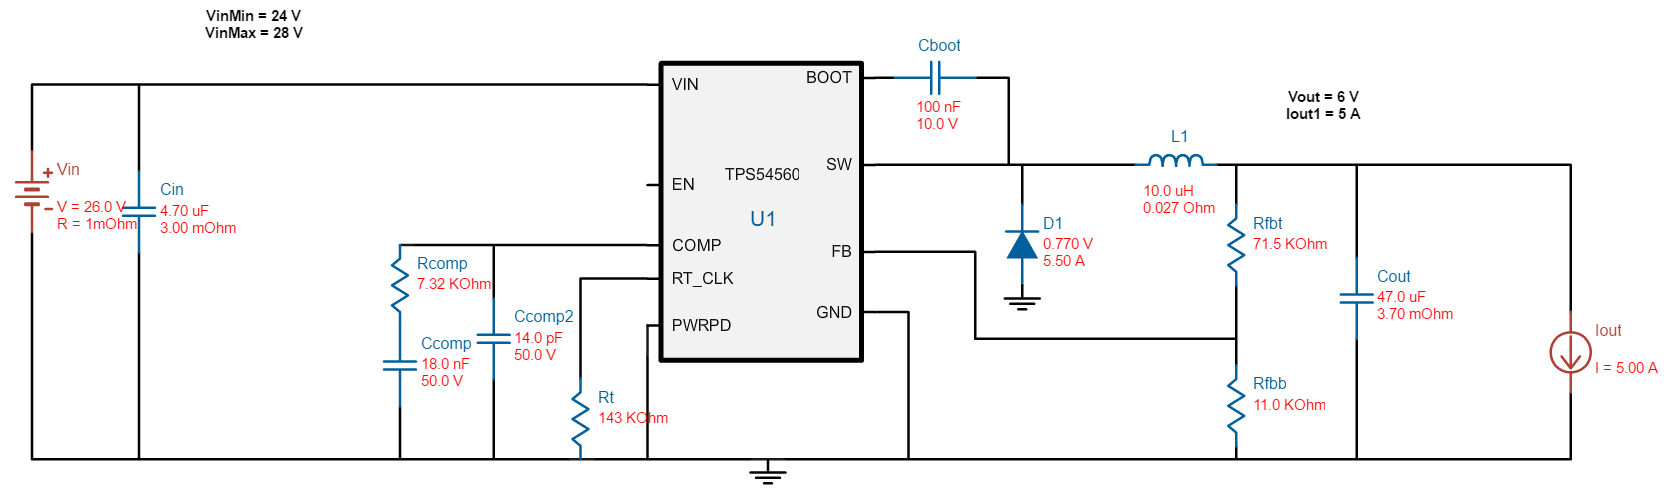 VinMin = 24 V
VinMax = 28 V
Vin
+
V = 26.0 V
R = 1mOhm
-
Cin
4.70 uF
3.00 mOhm
Rcomp
7.32 KOhm
Ccomp
18.0 nF
50.0 V
Ccomp2
14.0 pF
50.0 V
Rt
143 KOhm
VIN
EN
COMP
RT_CLK
PWRPD
TPS54560
U1
BOOT
SW
FB
GND
Cboot
100 nF
10.0 V
D1
0.770 V
5.50 A
L1
10.0 uH
0.027 Ohm
Rfbt
71.5 KOhm
Rfbb
11.0 KOhm
Vout = 6 V
Iout1 = 5 A
Cout
47.0 uF
3.70 mOhm
Iout
I = 5.00 A